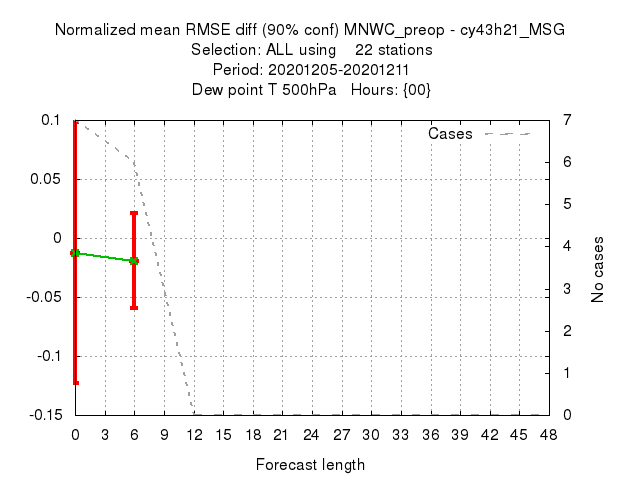 Normalized mean RMSE diff (90% conf) MNWC_preop - cy43h21_MSG
Selection: ALL using 22 stations
Period: 20201205-20201211
Dew point T 500hPa Hours: {00}
Cases
0.1
0.05
0
-0.05
-0.1
-0.15
7
6
5
4
3
2
1
0
No cases
0 3 6 9 12 15 18 21 24 27 30 33 36 39 42 45 48
Forecast length